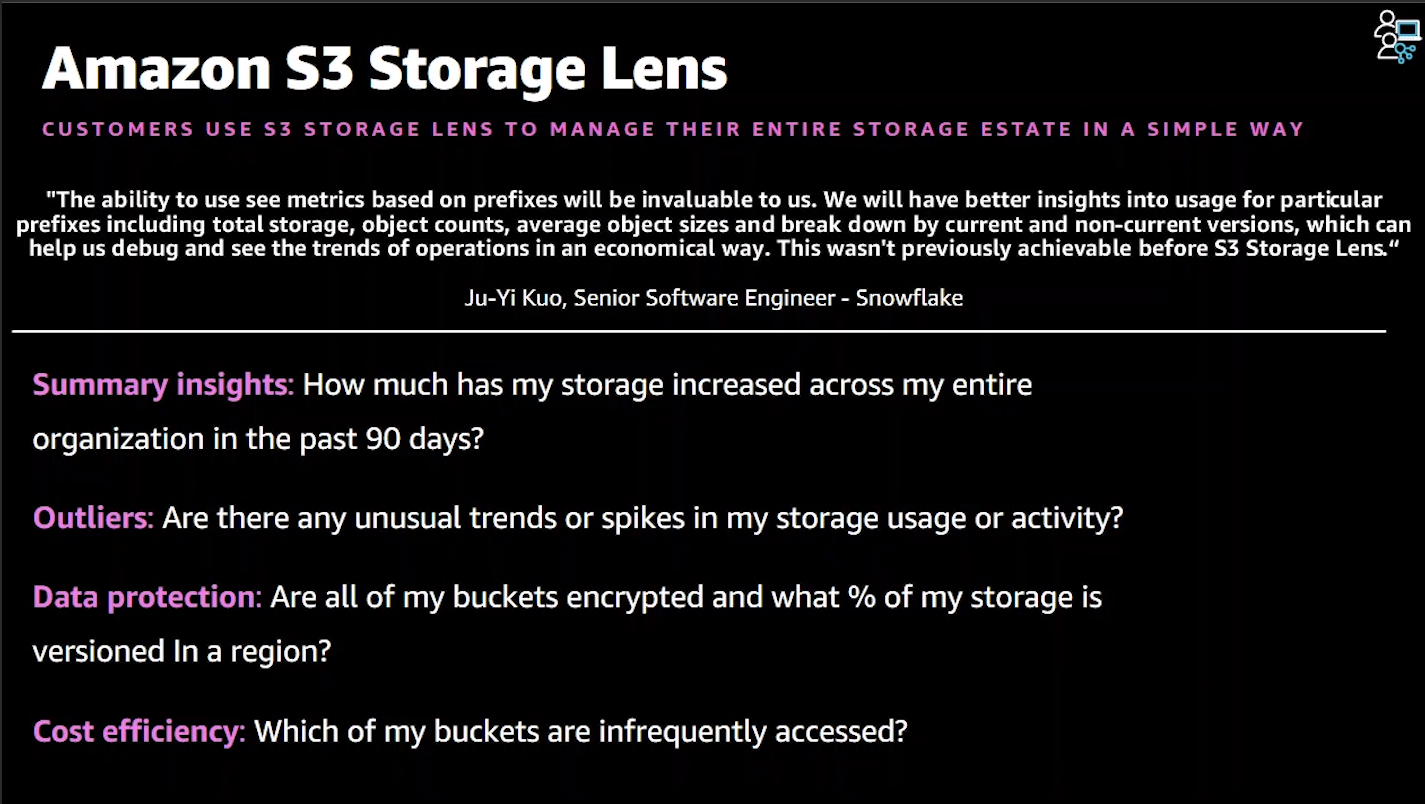 Amazon S3 Storage Lens
CUSTOMERS USE S3 STORAGE LENS TO MANAGE THEIR ENTIRE STORAGE ESTATE IN A SIMPLE WAY
"The ability to use see metrics based on prefixes will be invaluable to us. We will have better insights into usage for particular
prefixes including total storage, object counts, average object sizes and break down by current and non-current versions, which can
help us debug and see the trends of operations in an economical way. This wasn't previously achievable before S3 Storage Lens.“
Ju-Yi Kuo, Senior Software Engineer - Snowflake
Summary insights: How much has my storage increased across my entire
organization in the past 90 days?
Outliers: Are there any unusual trends or spikes in my storage usage or activity?
Data protection: Are all of my buckets encrypted and what % of my storage is
versioned In a region?
Cost efficiency: Which of my buckets are infrequently accessed?